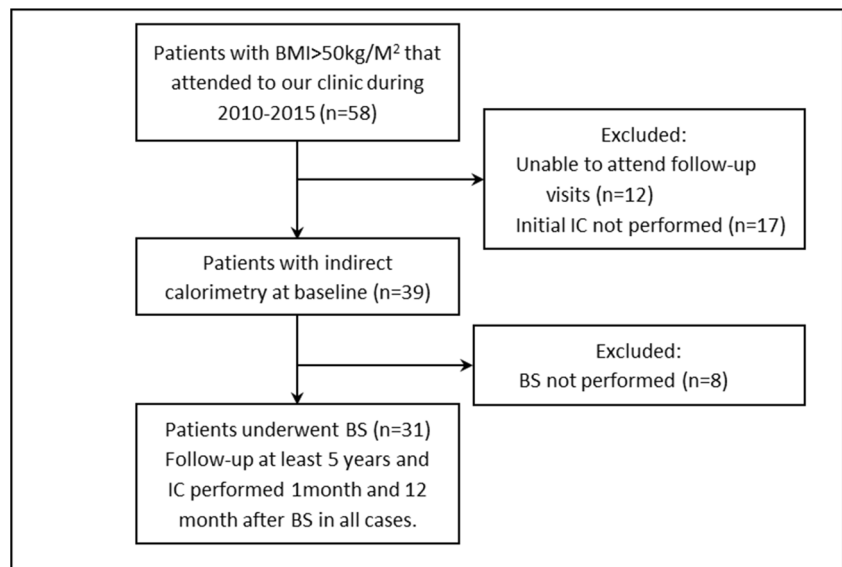 Patients with BMI>50kg/M² that
attended to our clinic during
2010-2015 (n=58)
Excluded:
Unable to attend follow-up
visits (n=12)
Initial IC not performed (n=17)
Patients with indirect
calorimetry at baseline (n=39)
Excluded:
BS not performed (n=8)
Patients underwent BS (n=31)
Follow-up at least 5 years and
IC performed 1month and 12
month after BS in all cases.